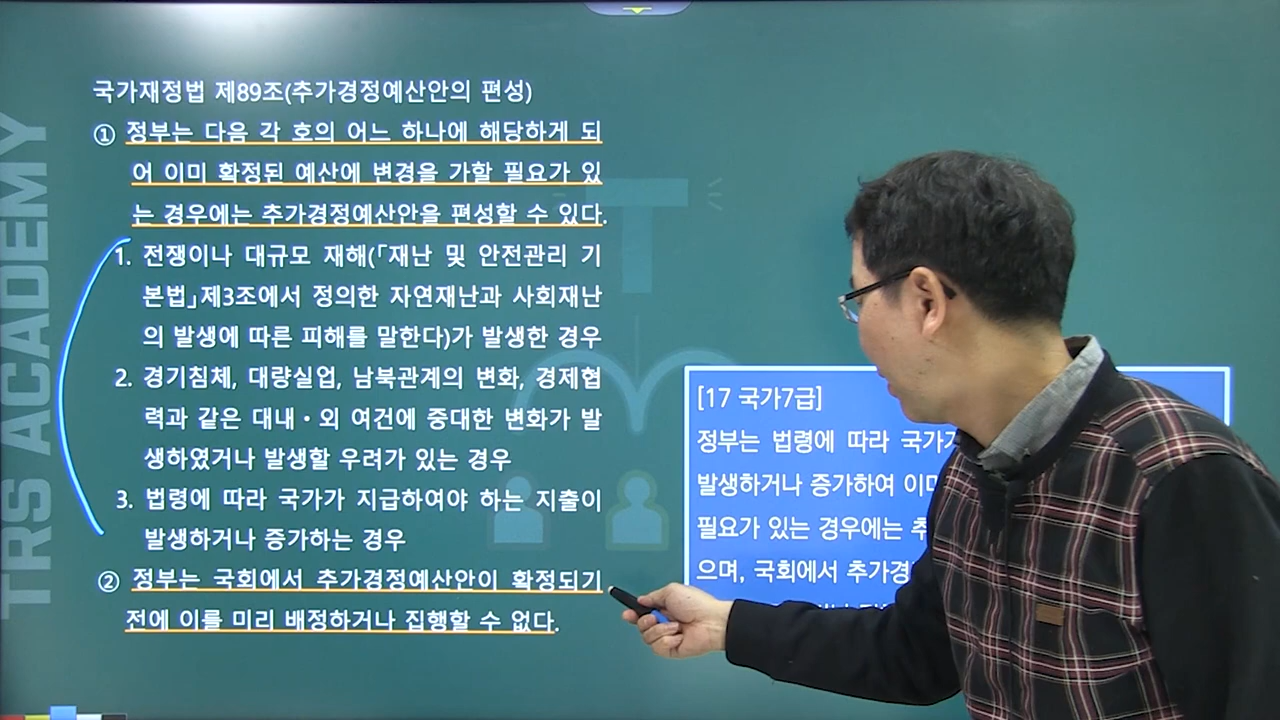 국가재정법 제89조(추가경정예산안의 편성)
① 정부는 다음 각 호의 어느 하나에 해당하게 되
어 이미 확정된 예산에 변경을 가할 필요가 있
는 경우에는 추가경정예산안을 편성할 수 있다.
1. 전쟁이나 대규모 재해(「재난 및 안전관리 기
본법」제3조에서 정의한 자연재난과 사회재난
의 발생에 따른 피해를 말한다)가 발생한 경우
2. 경기침체, 대량실업, 남북관계의 변화, 경제협
력과 같은 대내·외 여건에 중대한 변화가 발
생하였거나 발생할 우려가 있는 경우
3. 법령에 따라 국가가 지급하여야 하는 지출이
발생하거나 증가하는 경우
② 정부는 국회에서 추가경정예산안이 확정되기
전에 이를 미리 배정하거나 집행할 수 없다.
[17 국가7급]
정부는 법령에 따라 국가가
발생하거나 증가하여 이미
필요가 있는 경우에는 추
으며, 국회에서 추가경
TRS ACADEMY